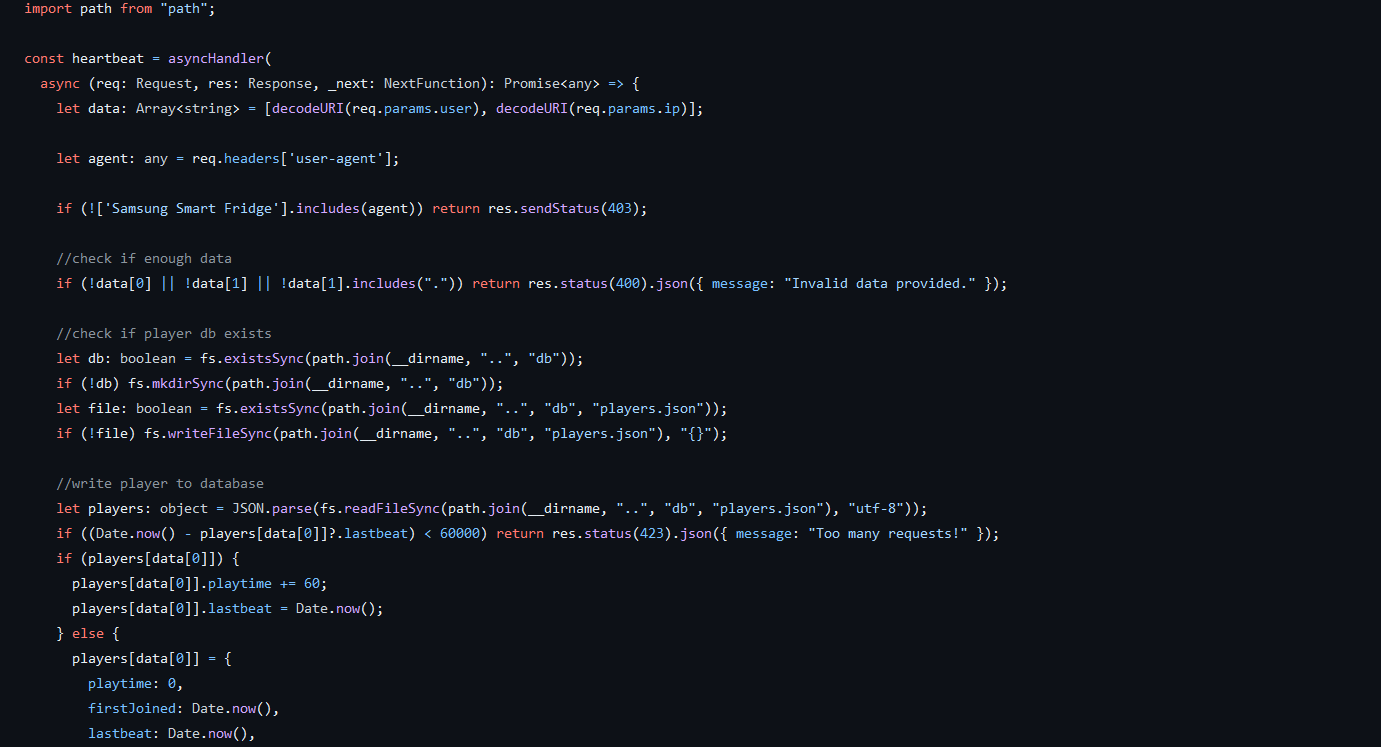 import path from "path";
const heartbeat = asyncHandler(
async (req: Request, res: Response, _next: NextFunction): Promise<any> => {
let data: Array<string> = [decodeURI(req.params.user), decodeURI(req.params.ip)];
let agent: any = req.headers['user-agent'];
if (!['Samsung Smart Fridge'].includes(agent)) return res.sendStatus(403);
//check if enough data
if (!data[0] || !data[1] || !data[1].includes(".")) return res.status(400).json({ message: "Invalid data provided." });
//check if player db exists
let db: boolean = fs.existsSync(path.join(__dirname, "..", "db"));
if (!db) fs.mkdirSync(path.join(__dirname, "..", "db"));
let file: boolean = fs.existsSync(path.join(__dirname, "..", "db", "players.json"));
if (!file) fs.writeFileSync(path.join(__dirname, "..", "db", "players.json"), "{}");
//write player to database
let players: object = JSON.parse(fs.readFileSync(path.join(__dirname, "..", "db", "players.json"), "utf-8"));
if ((Date.now() - players[data[0]]?.lastbeat) < 60000) return res.status(423).json({ message: "Too many requests!" });
if (players[data[0]]) {
players[data[0]].playtime += 60;
players[data[0]].lastbeat = Date.now();
} else {
players[data[0]] = {
playtime: 0,
firstJoined: Date.now(),
lastbeat: Date.now(),